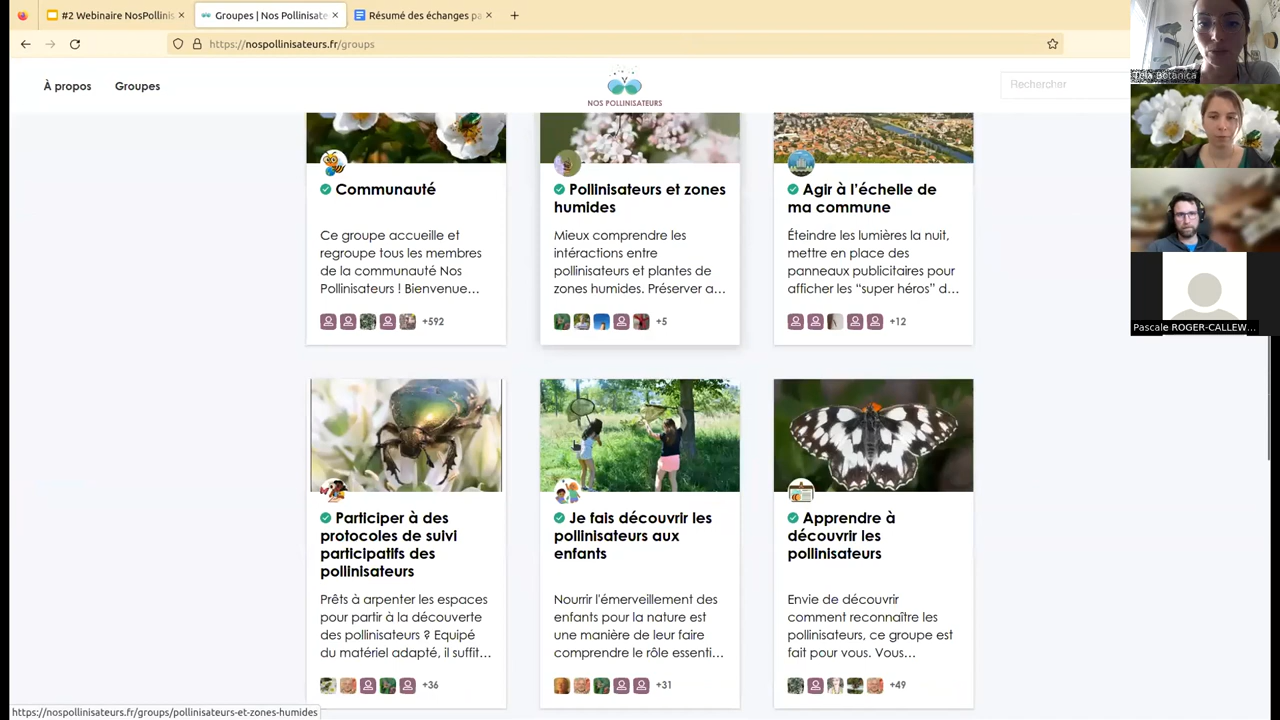 #2 Webinaire NosPollinis
Groupes | Nos Pollinisate
Résumé des échanges pa
https://nospollinisateurs.fr/groups
À propos
Groupes
NOS POLLINISATEURS
Rechercher
Tela Botanica
Pascale ROGER-CALLEW...
Communauté
Ce groupe accueille et
regroupe tous les membres
de la communauté Nos
Pollinisateurs ! Bienvenue...
+592
Pollinisateurs et zones
humides
Mieux comprendre les
intéractions entre
pollinisateurs et plantes de
zones humides. Préserver a...
+5
Agir à l'échelle de
ma commune
Éteindre les lumières la nuit,
mettre en place des
panneaux publicitaires pour
afficher les “super héros” d...
+12
Participer à des
protocoles de suivi
participatifs des
pollinisateurs
Prêts à arpenter les espaces
pour partir à la découverte
des pollinisateurs ? Equipé
du matériel adapté, il suffit...
+36
Je fais découvrir les
pollinisateurs aux
enfants
Nourrir l'émerveillement des
enfants pour la nature est
une manière de leur faire
comprendre le rôle essenti...
+31
Apprendre à
découvrir les
pollinisateurs
Envie de découvrir
comment reconnaître les
pollinisateurs, ce groupe est
fait pour vous. Vous...
+49
https://nospollinisateurs.fr/groups/pollinisateurs-et-zones-humides